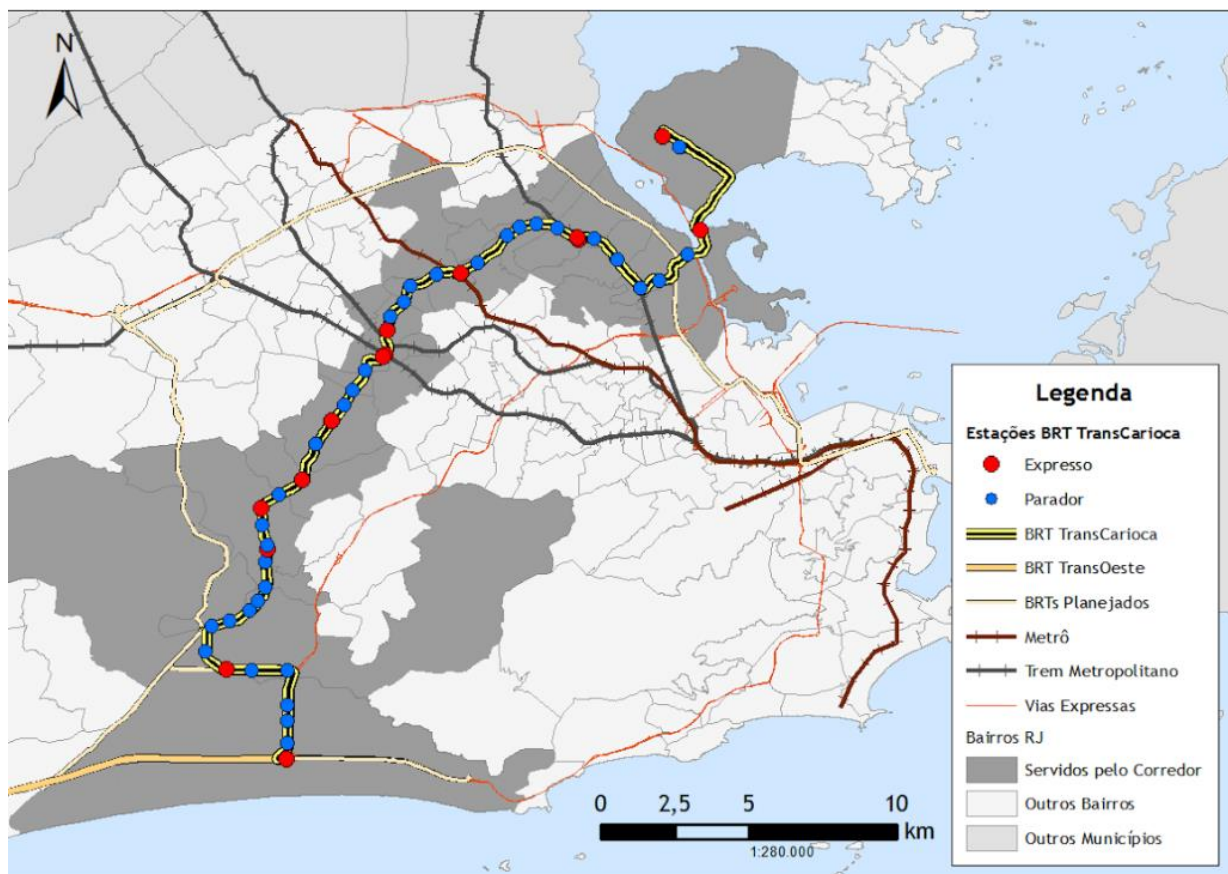 N
Legenda
Estações BRT TransCarioca
Expresso
Parador
BRT TransCarioca
BRT TransOeste
BRTs Planejados
Metrô
Trem Metropolitano
Vias Expressas
Bairros RJ
Servidos pelo Corredor
Outros Bairros
Outros Municípios
0 2,5 5 10
km
1:280.000